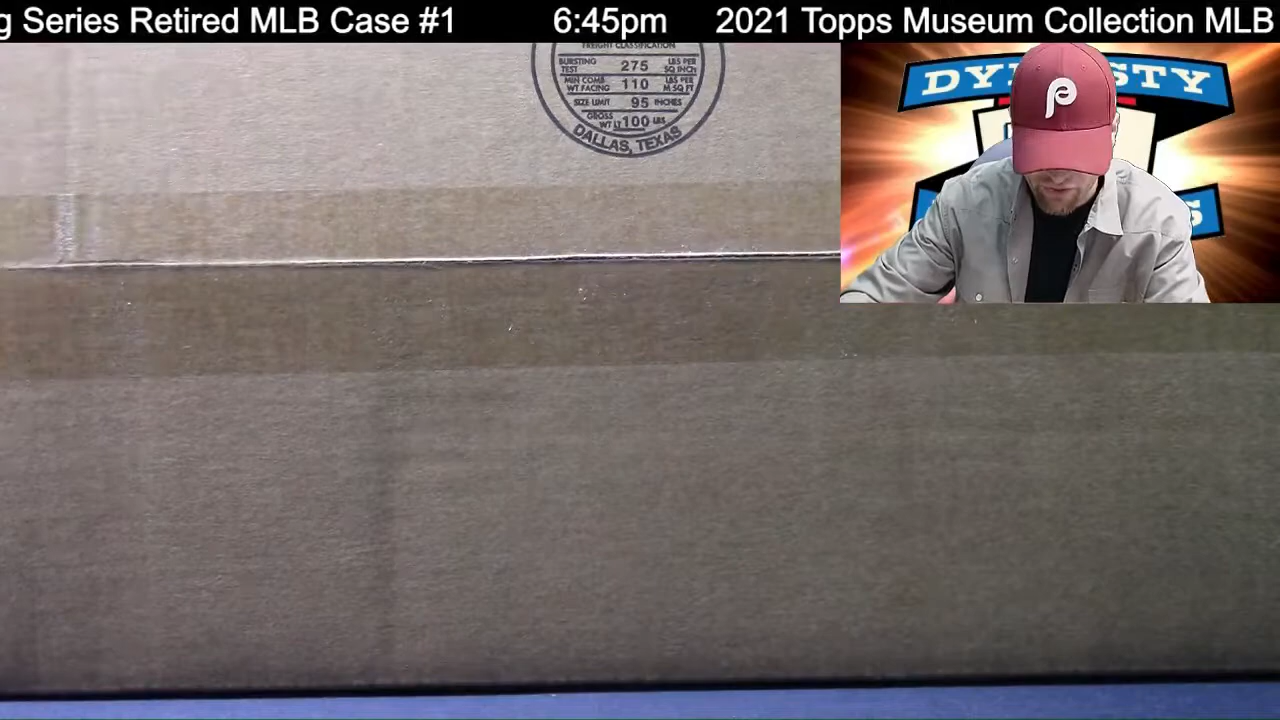 g Series Retired MLB Case #1 6:45pm 2021 Topps Museum Collection MLB
FREIGHT CLASSIFICATION
BURSTING TEST 275 LBS PER SQ INCH
MIN COMB WT FACING 110 LBS PER M SQ FT
SIZE LIMIT 95 INCHES
GROSS WT LT 100 LBS
DALLAS, TEXAS
DY STY
P
S